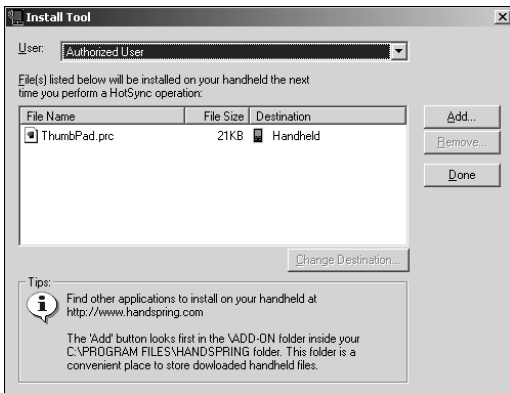 Install Tool
User: Authorized User
File(s) listed below will be installed on your handheld the next
time you perform a HotSync operation:
File Name File Size Destination
ThumbPad.prc 21KB Handheld
Add...
Remove...
Done
Change Destination...
Tips:
Find other applications to install on your handheld at
http://www.handspring.com
The 'Add' button looks first in the \ADD-ON folder inside your
C:\PROGRAM FILES\HANDSPRING folder. This folder is a
convenient place to store dowloaded handheld files.